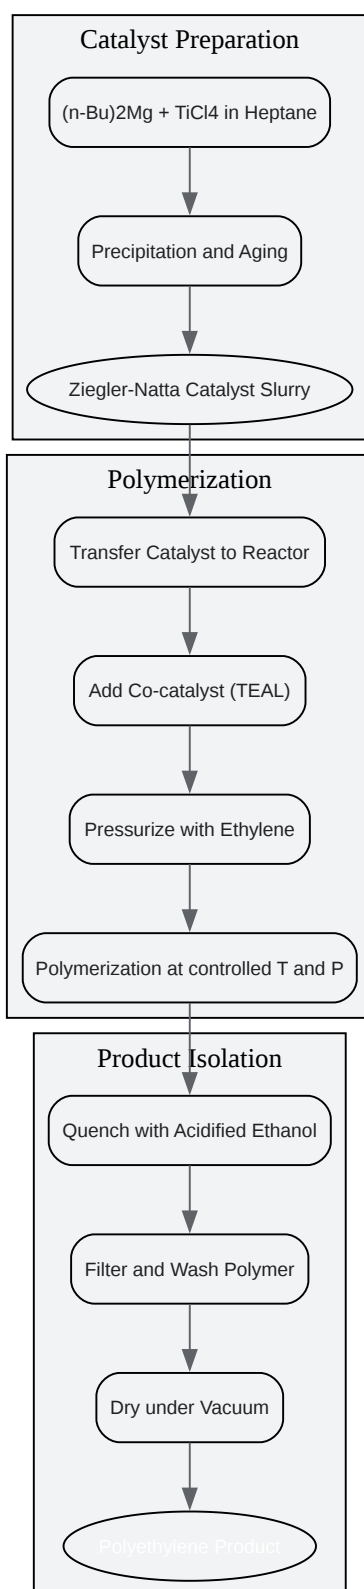 Catalyst Preparation
(n-Bu)2Mg + TiCl4 in Heptane
Precipitation and Aging
Ziegler-Natta Catalyst Slurry
Polymerization
Transfer Catalyst to Reactor
Add Co-catalyst (TEAL)
Pressurize with Ethylene
Polymerization at controlled T and P
Product Isolation
Quench with Acidified Ethanol
Filter and Wash Polymer
Dry under Vacuum
Polyethylene Product